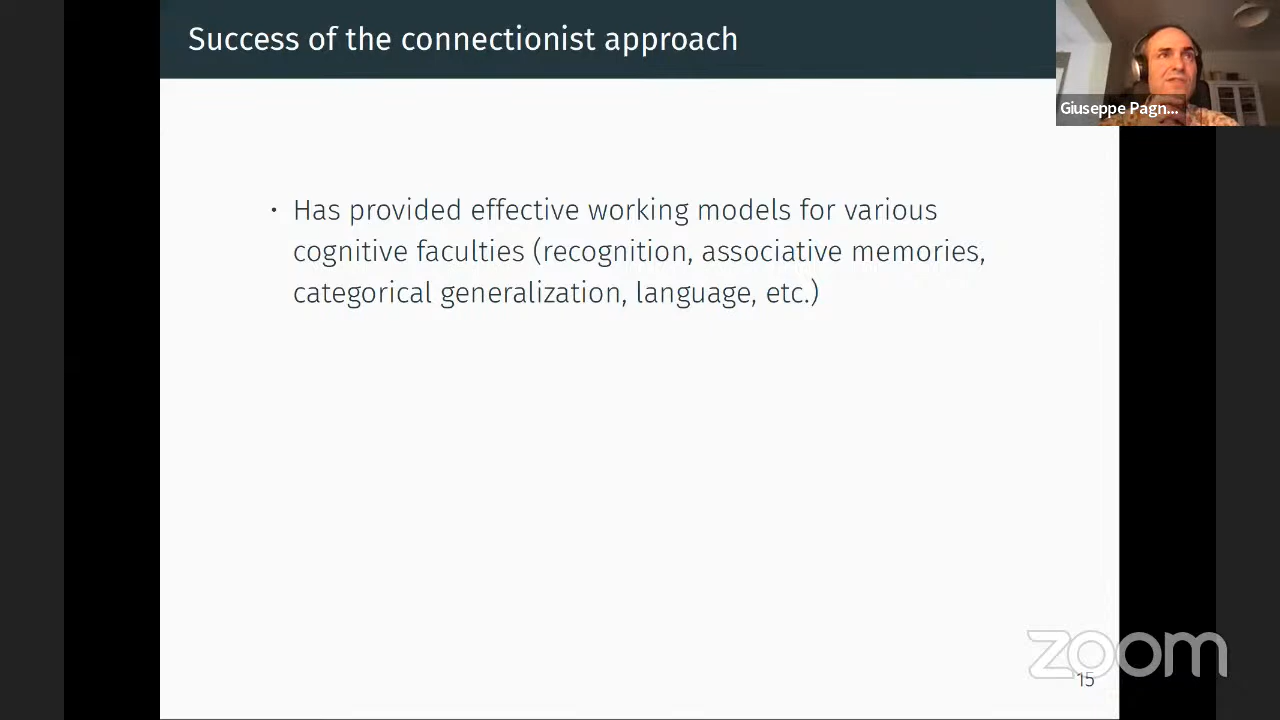 Success of the connectionist approach
Giuseppe Pagn...
• Has provided effective working models for various
cognitive faculties (recognition, associative memories,
categorical generalization, language, etc.)
zoom
15